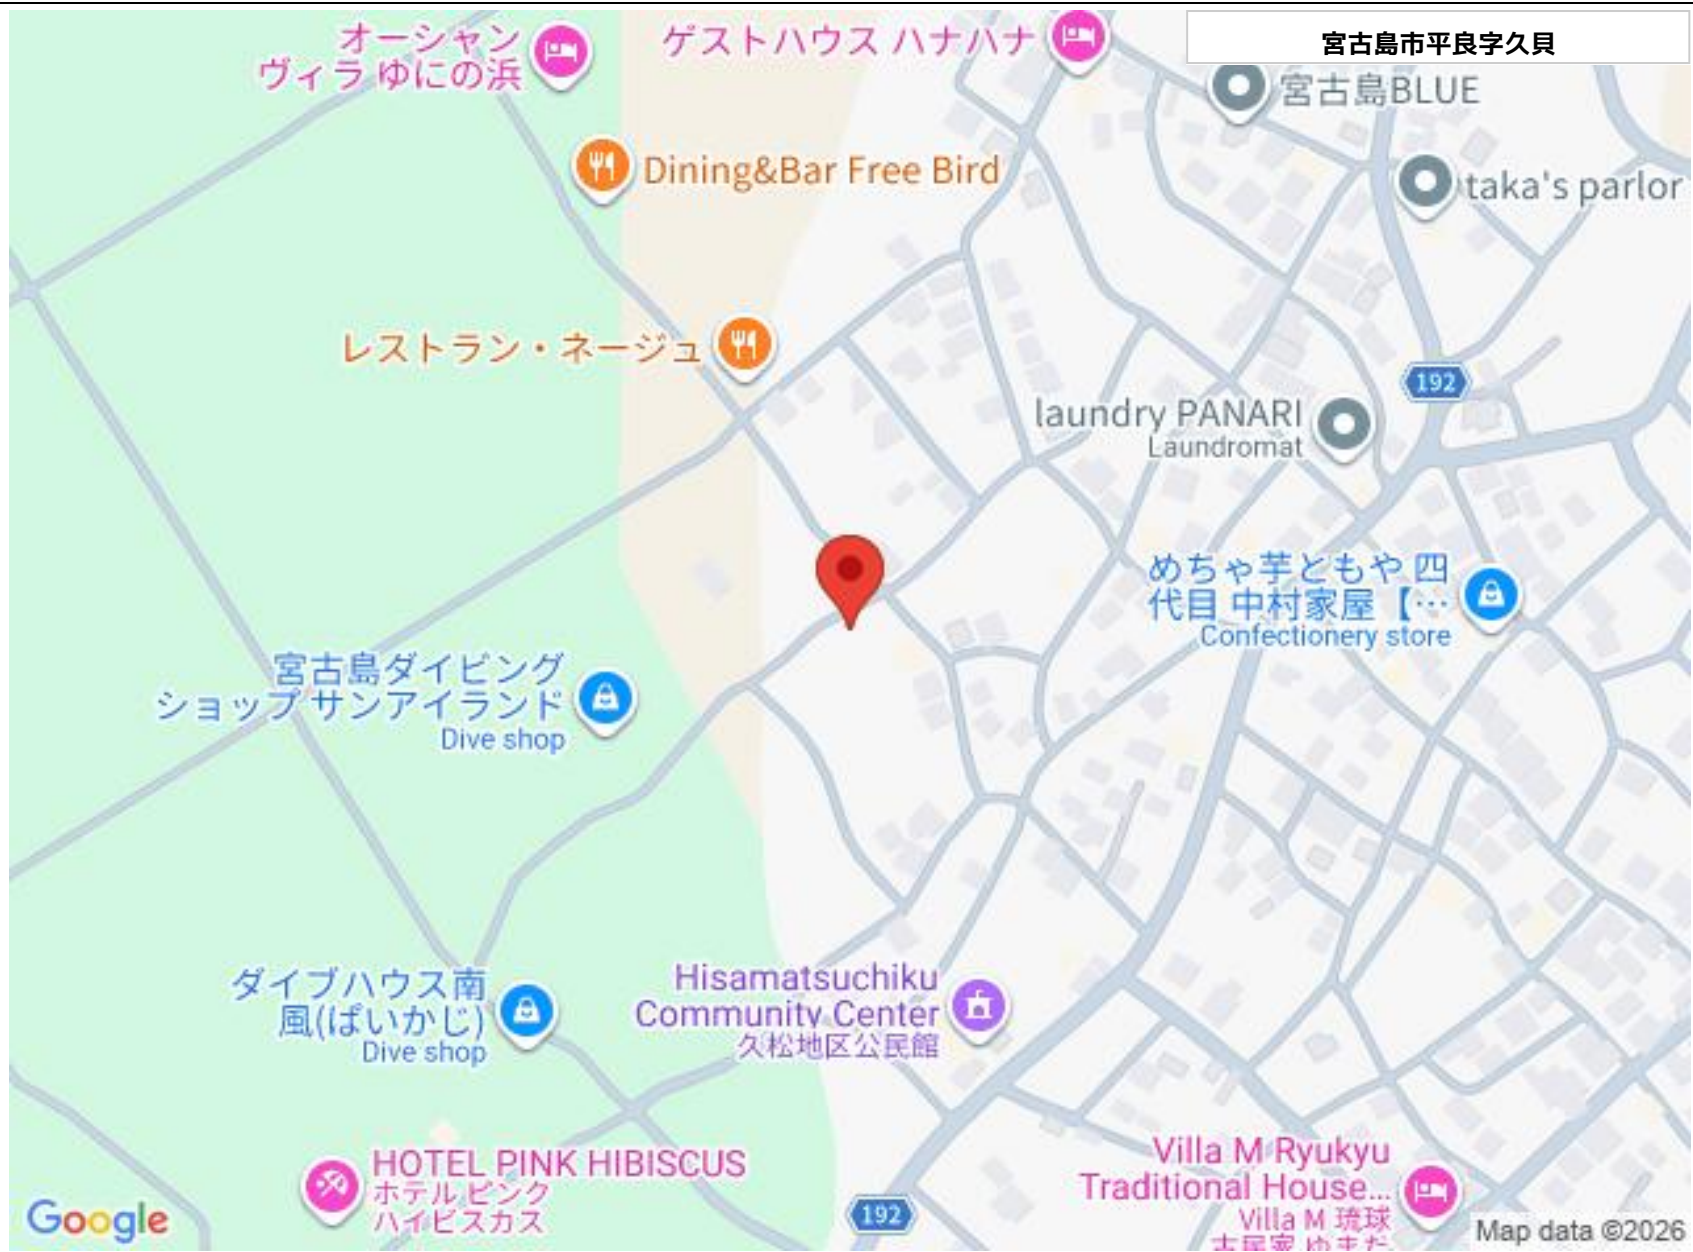 オーシャン
ヴィラ ゆにの浜
ゲストハウス ハナハナ
宮古島市平良字久貝
宮古島BLUE
Dining&Bar Free Bird
taka's parlor
レストラン・ネージュ
192
laundry PANARI
Laundromat
めちゃ芋ともや 四
代目 中村家屋【…
Confectionery store
宮古島ダイビング
ショップ サンアイランド
Dive shop
ダイブハウス南
風(ぱいかじ)
Dive shop
Hisamatsuchiku
Community Center
久松地区公民館
HOTEL PINK HIBISCUS
ホテル ピンク
ハイビスカス
192
Villa M Ryukyu
Traditional House...
Villa M 琉球
古民家 ゆまだ
Google
Map data ©2026